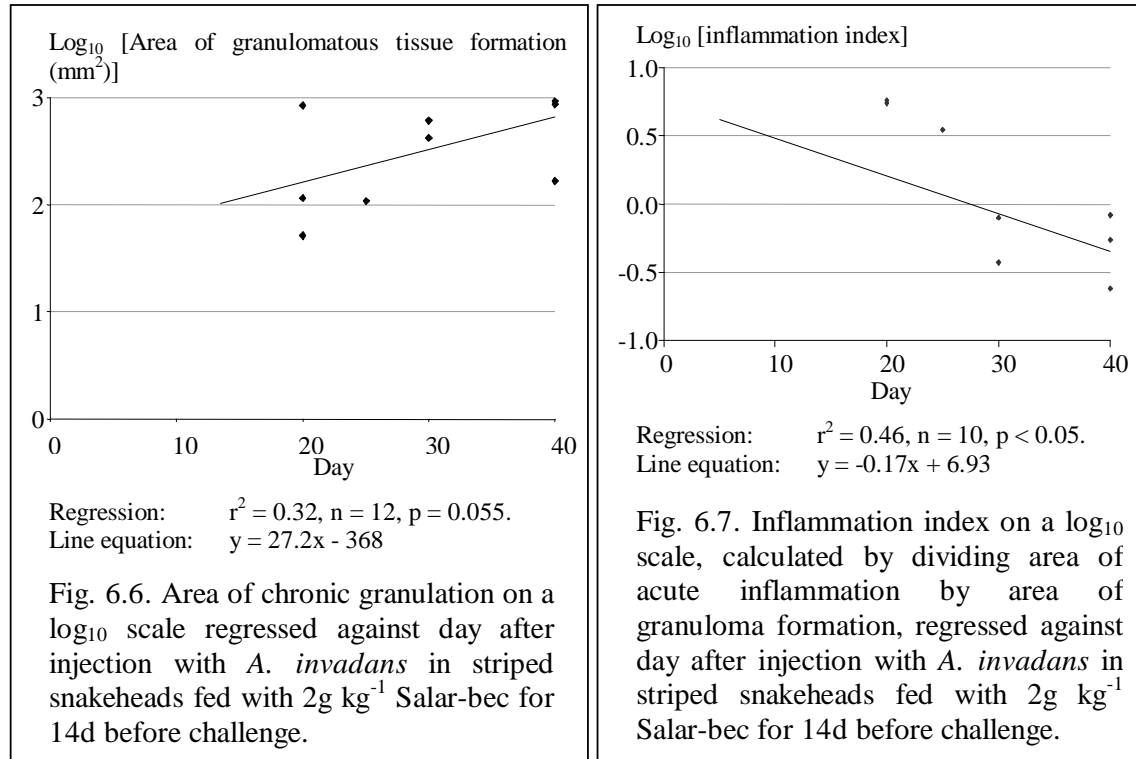 Log₁₀ [Area of granulomatous tissue formation
(mm²)]
3
2
1
0
0 10 20 30 40
Day
Regression: r² = 0.32, n = 12, p = 0.055.
Line equation: y = 27.2x - 368
Fig. 6.6. Area of chronic granulation on a
log₁₀ scale regressed against day after
injection with A. invadans in striped
snakeheads fed with 2g kg⁻¹ Salar-bec for
14d before challenge.
Log₁₀ [inflammation index]
1.0
0.5
0.0
-0.5
-1.0
0 10 20 30 40
Day
Regression: r² = 0.46, n = 10, p < 0.05.
Line equation: y = -0.17x + 6.93
Fig. 6.7. Inflammation index on a log₁₀
scale, calculated by dividing area of
acute inflammation by area of
granuloma formation, regressed against
day after injection with A. invadans in
striped snakeheads fed with 2g kg⁻¹
Salar-bec for 14d before challenge.